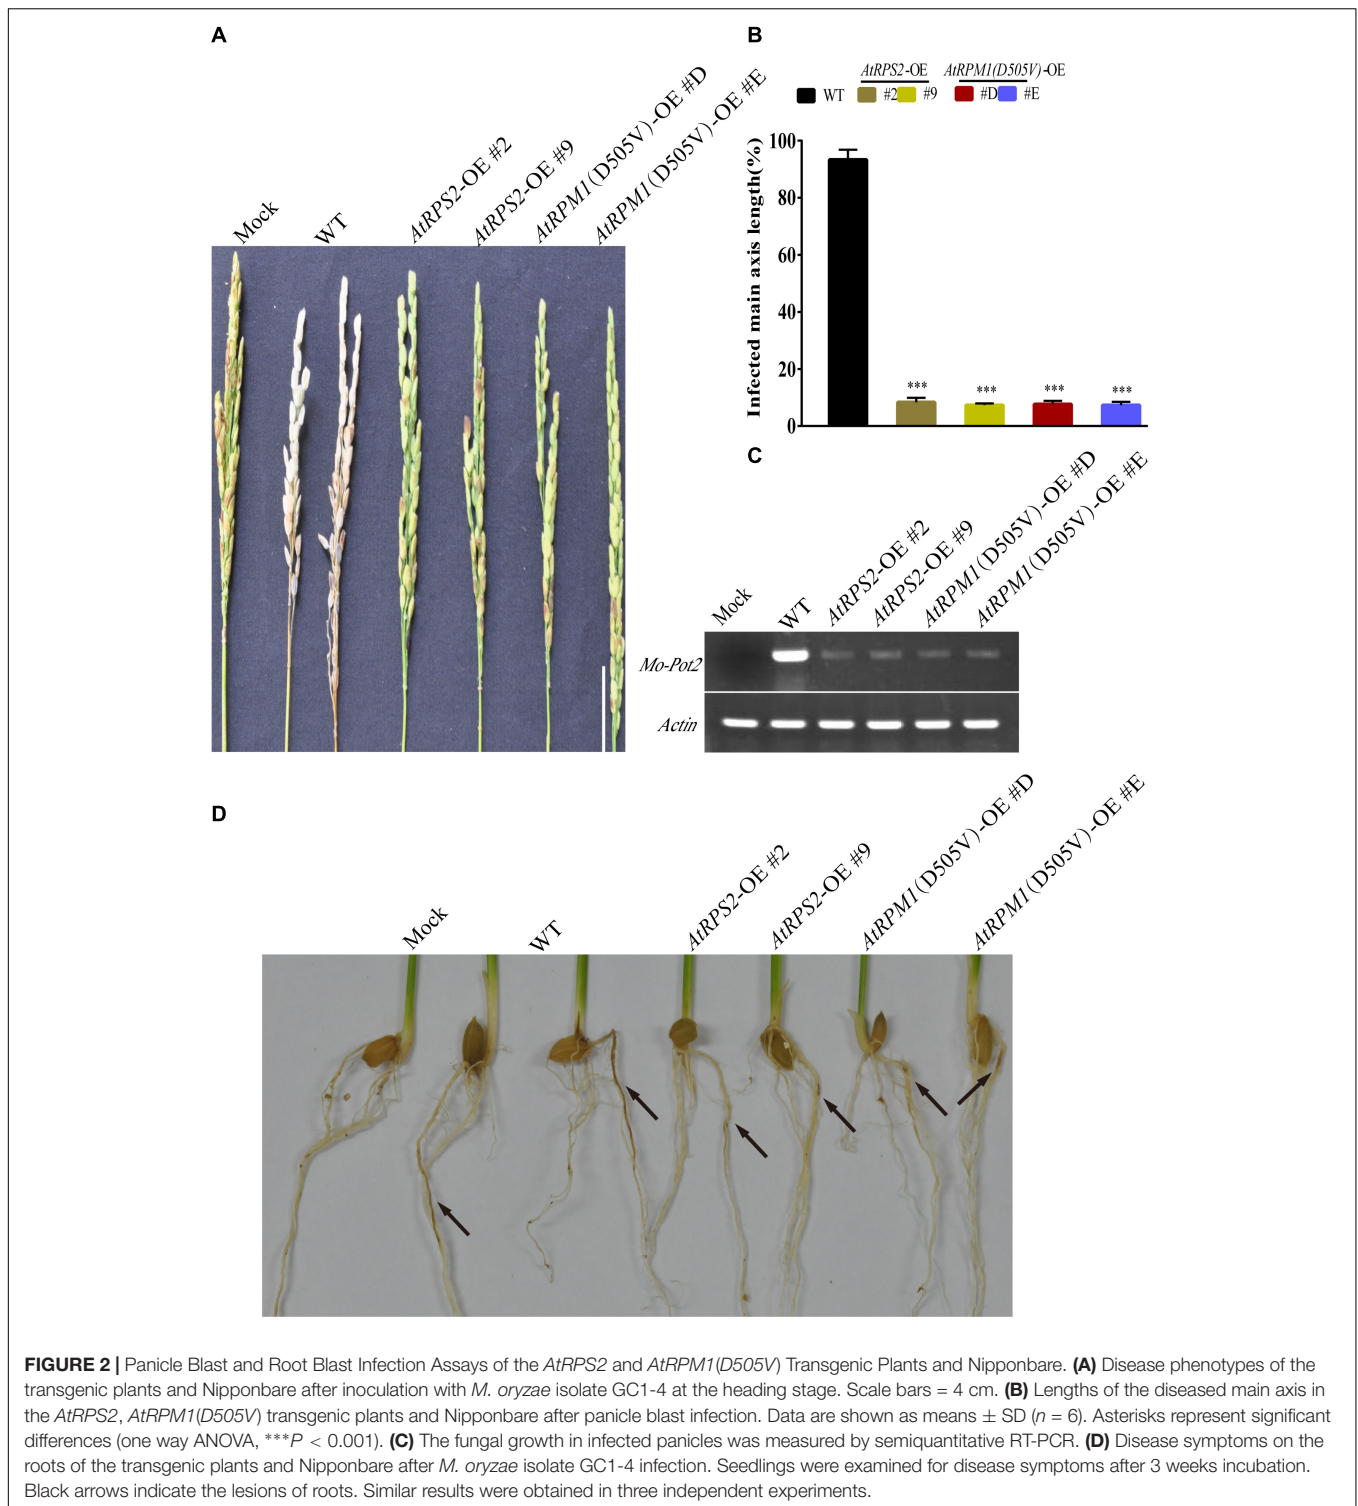 A
Mock
WT
AtRPS2-OE #2
AtRPS2-OE #9
AtRPM1(D505V)-OE #D
AtRPM1(D505V)-OE #E
B
AtRPS2-OE AtRPM1(D505V)-OE
WT #2 #9 #D #E
Infected main axis length(%)
100
80
60
40
20
0
*** *** *** ***
C
Mock
WT
AtRPS2-OE #2
AtRPS2-OE #9
AtRPM1(D505V)-OE #D
AtRPM1(D505V)-OE #E
Mo-Pot2
Actin
D
Mock
WT
AtRPS2-OE #2
AtRPS2-OE #9
AtRPM1(D505V)-OE #D
AtRPM1(D505V)-OE #E
FIGURE 2 | Panicle Blast and Root Blast Infection Assays of the AtRPS2 and AtRPM1(D505V) Transgenic Plants and Nipponbare. (A) Disease phenotypes of the
transgenic plants and Nipponbare after inoculation with M. oryzae isolate GC1-4 at the heading stage. Scale bars = 4 cm. (B) Lengths of the diseased main axis in
the AtRPS2, AtRPM1(D505V) transgenic plants and Nipponbare after panicle blast infection. Data are shown as means ± SD (n = 6). Asterisks represent significant
differences (one way ANOVA, ***P < 0.001). (C) The fungal growth in infected panicles was measured by semiquantitative RT-PCR. (D) Disease symptoms on the
roots of the transgenic plants and Nipponbare after M. oryzae isolate GC1-4 infection. Seedlings were examined for disease symptoms after 3 weeks incubation.
Black arrows indicate the lesions of roots. Similar results were obtained in three independent experiments.